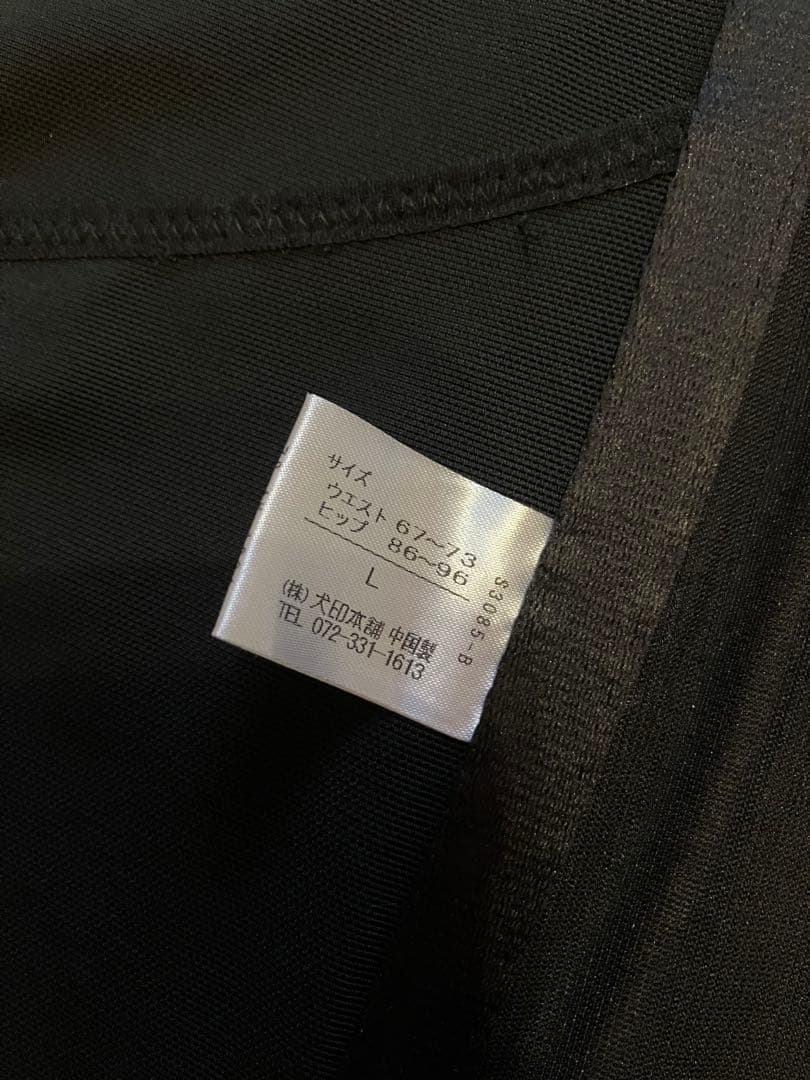 サイズ
ウエスト 67〜73
ヒップ 86〜96
L
(株)犬印本舗 中国製
TEL 072-331-1613
S3085-B